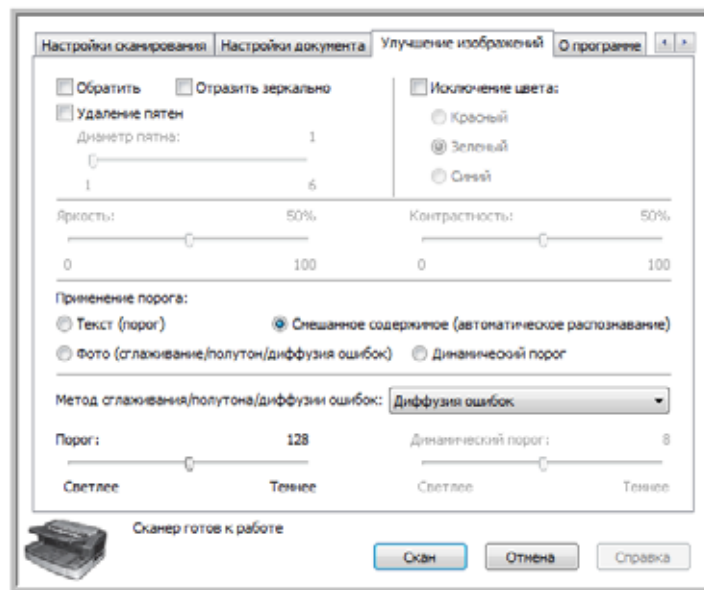 Настройки сканирования Настройки документа Улучшение изображений О программе
Обратить Отразить зеркально Исключение цвета:
Удаление пятен Красный
Диаметр пятна: 1 Зеленый
1 6 Синий
Яркость: 50% Контрастность: 50%
0 100 0 100
Применение порога:
Текст (порог) Смешанное содержимое (автоматическое распознавание)
Фото (сглаживание/полутон/диффузия ошибок) Динамический порог
Метод сглаживания/полутона/диффузии ошибок: Диффузия ошибок
Порог: 128 Динамический порог: 8
Светлее Темнее Светлее Темнее
Сканер готов к работе
Скан Отмена Справка